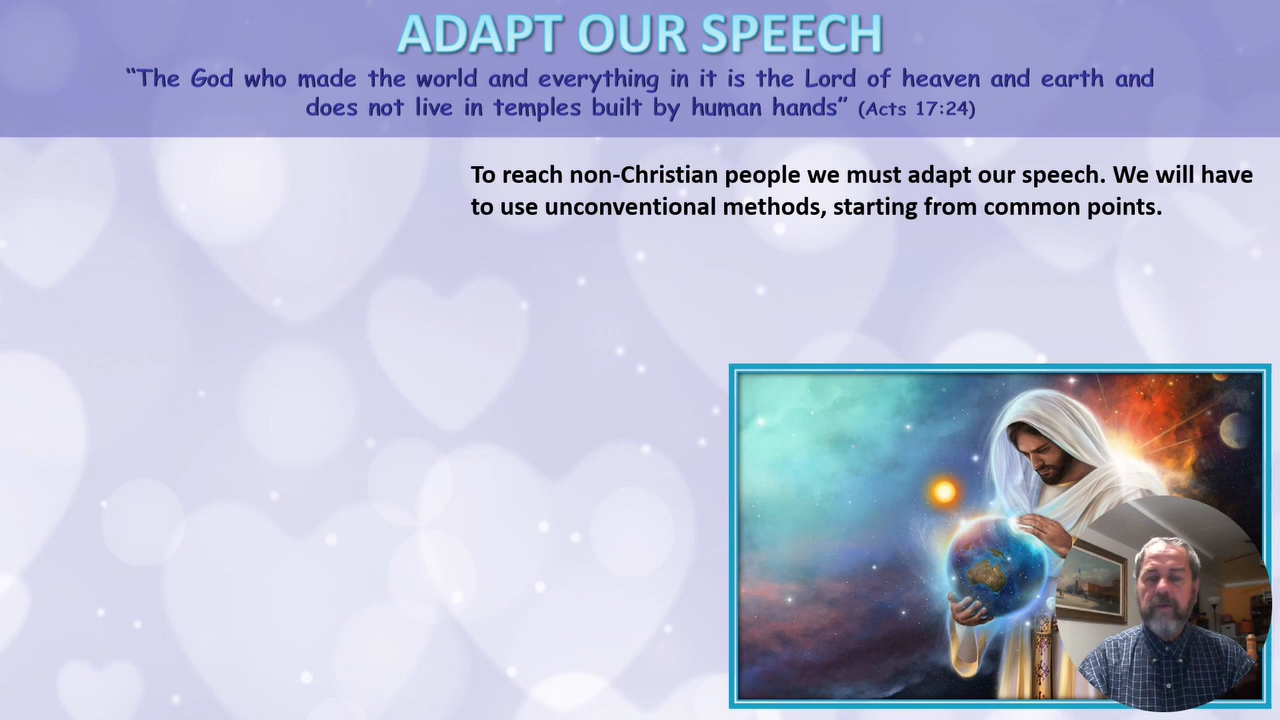 ADAPT OUR SPEECH
“The God who made the world and everything in it is the Lord of heaven and earth and
does not live in temples built by human hands” (Acts 17:24)
To reach non-Christian people we must adapt our speech. We will have
to use unconventional methods, starting from common points.